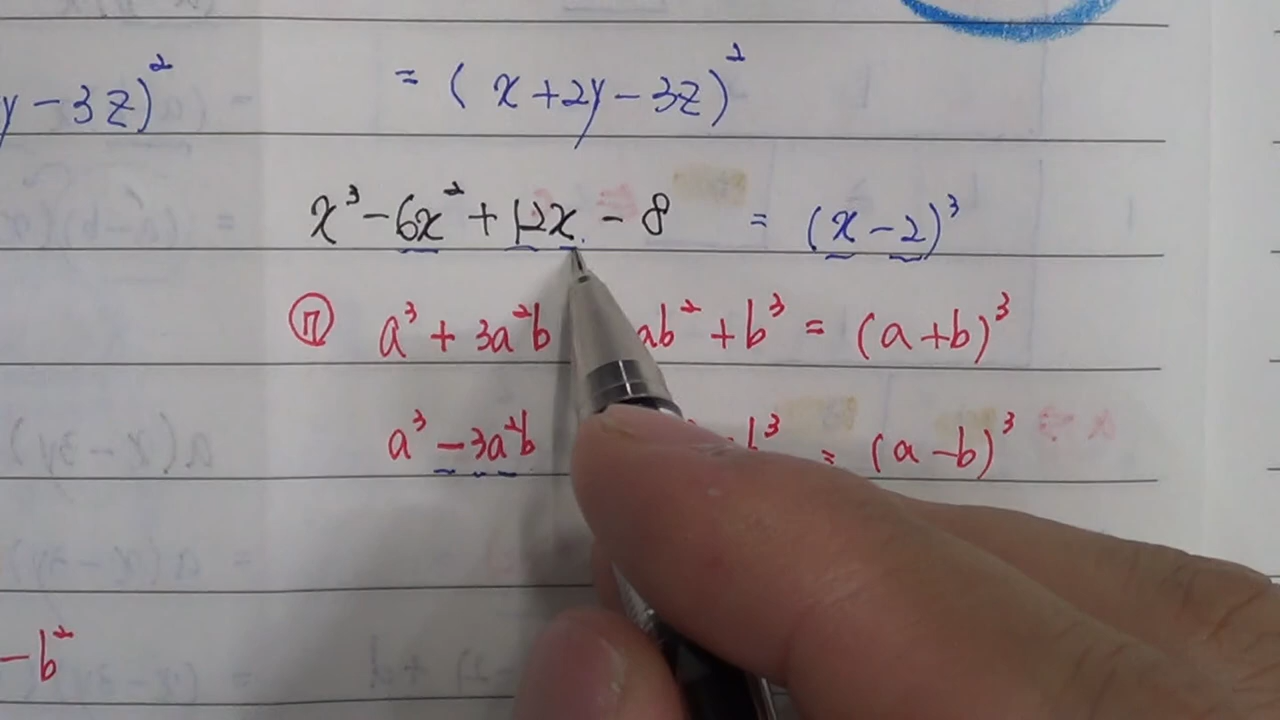 y - 3z)² = (x + 2y - 3z)²
x³ - 6x² + 12x - 8 = (x - 2)³
a³ + 3a²b ab² + b³ = (a + b)³
a³ - 3a²b b³ = (a - b)³
- b²